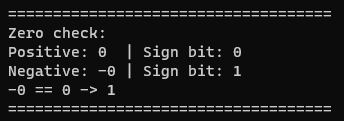 ====================================
Zero check:
Positive: 0  | Sign bit: 0
Negative: -0 | Sign bit: 1
-0 == 0 -> 1
====================================